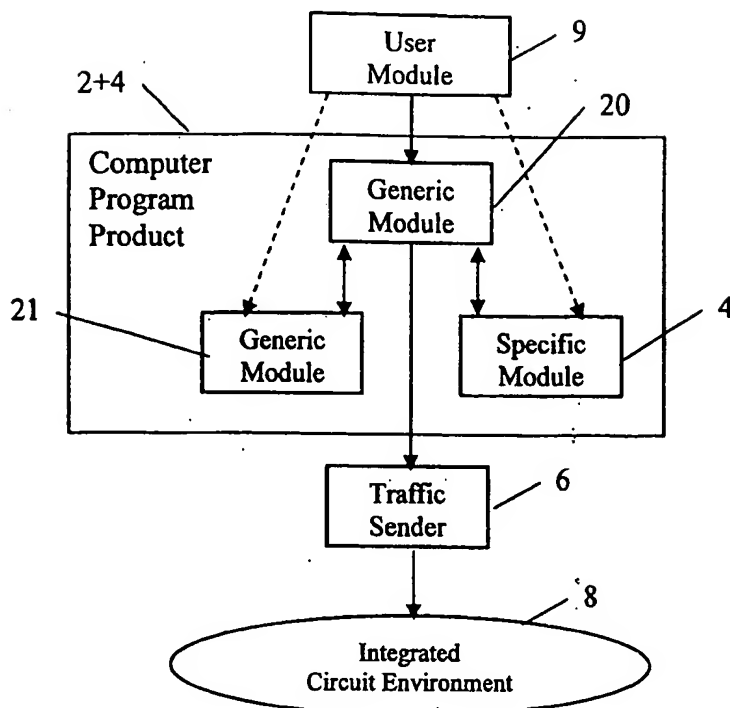 User
Module
9
2+4
20
Computer
Program
Product
Generic
Module
21
Generic
Module
Specific
Module
4
Traffic
Sender
6
8
Integrated
Circuit Environment